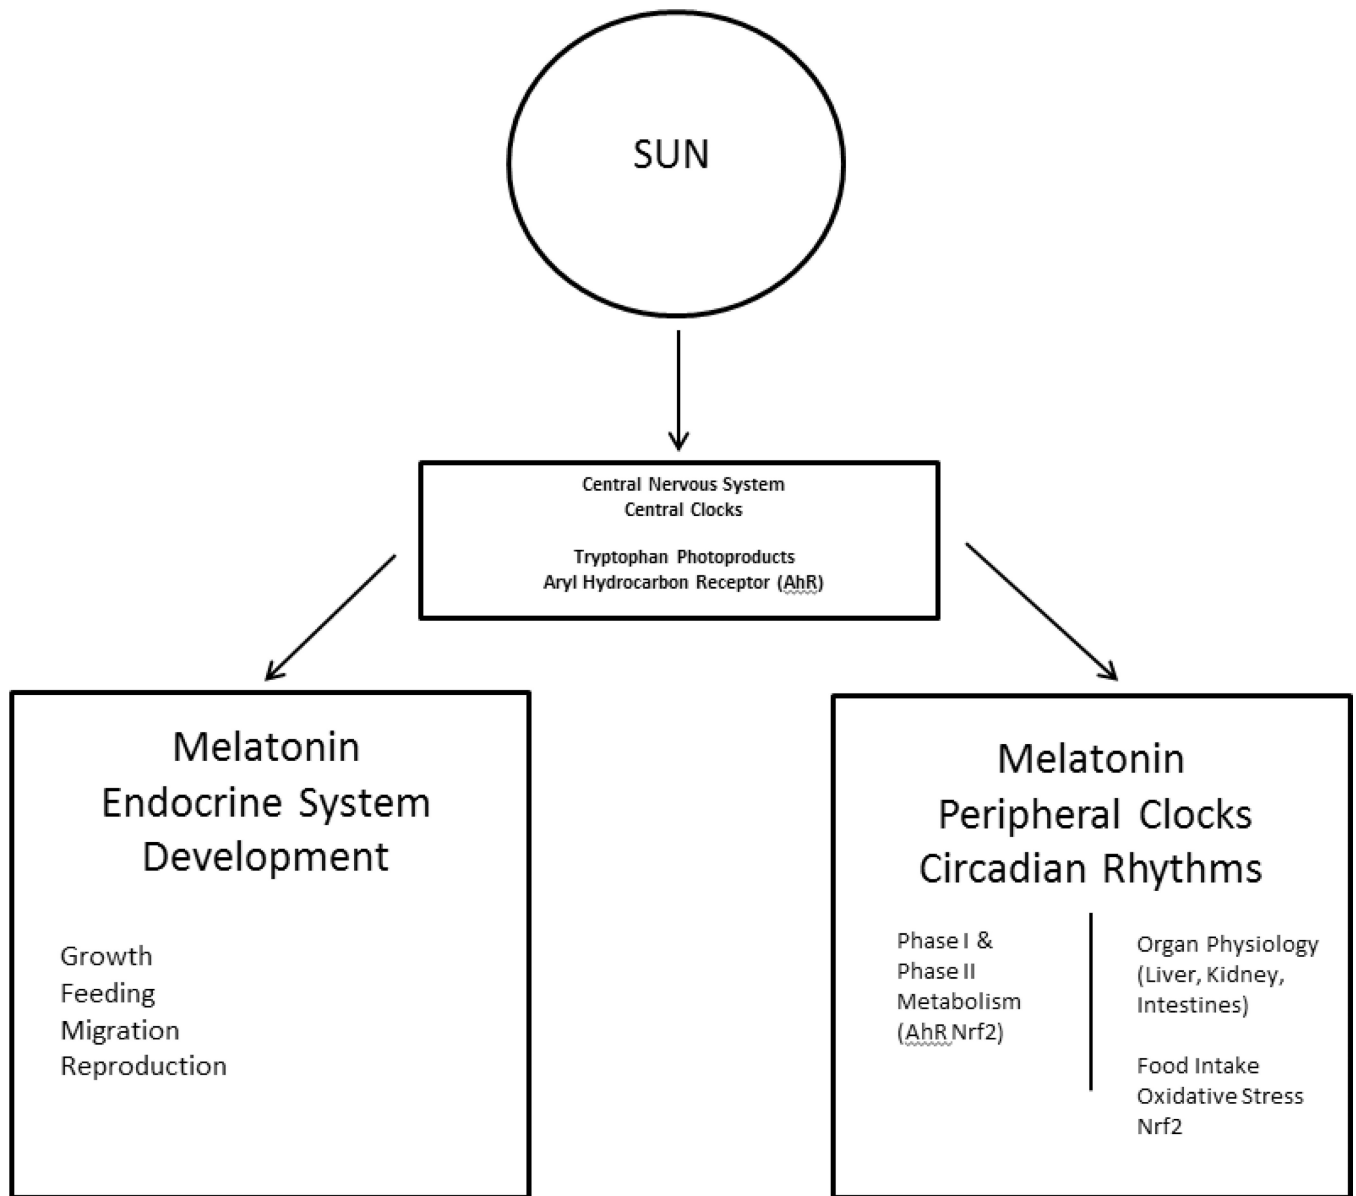 SUN
Central Nervous System
Central Clocks
Tryptophan Photoproducts
Aryl Hydrocarbon Receptor (AhR)
Melatonin
Endocrine System
Development
Growth
Feeding
Migration
Reproduction
Melatonin
Peripheral Clocks
Circadian Rhythms
Phase I &
Phase II
Metabolism
(AhR Nrf2)
Organ Physiology
(Liver, Kidney,
Intestines)
Food Intake
Oxidative Stress
Nrf2